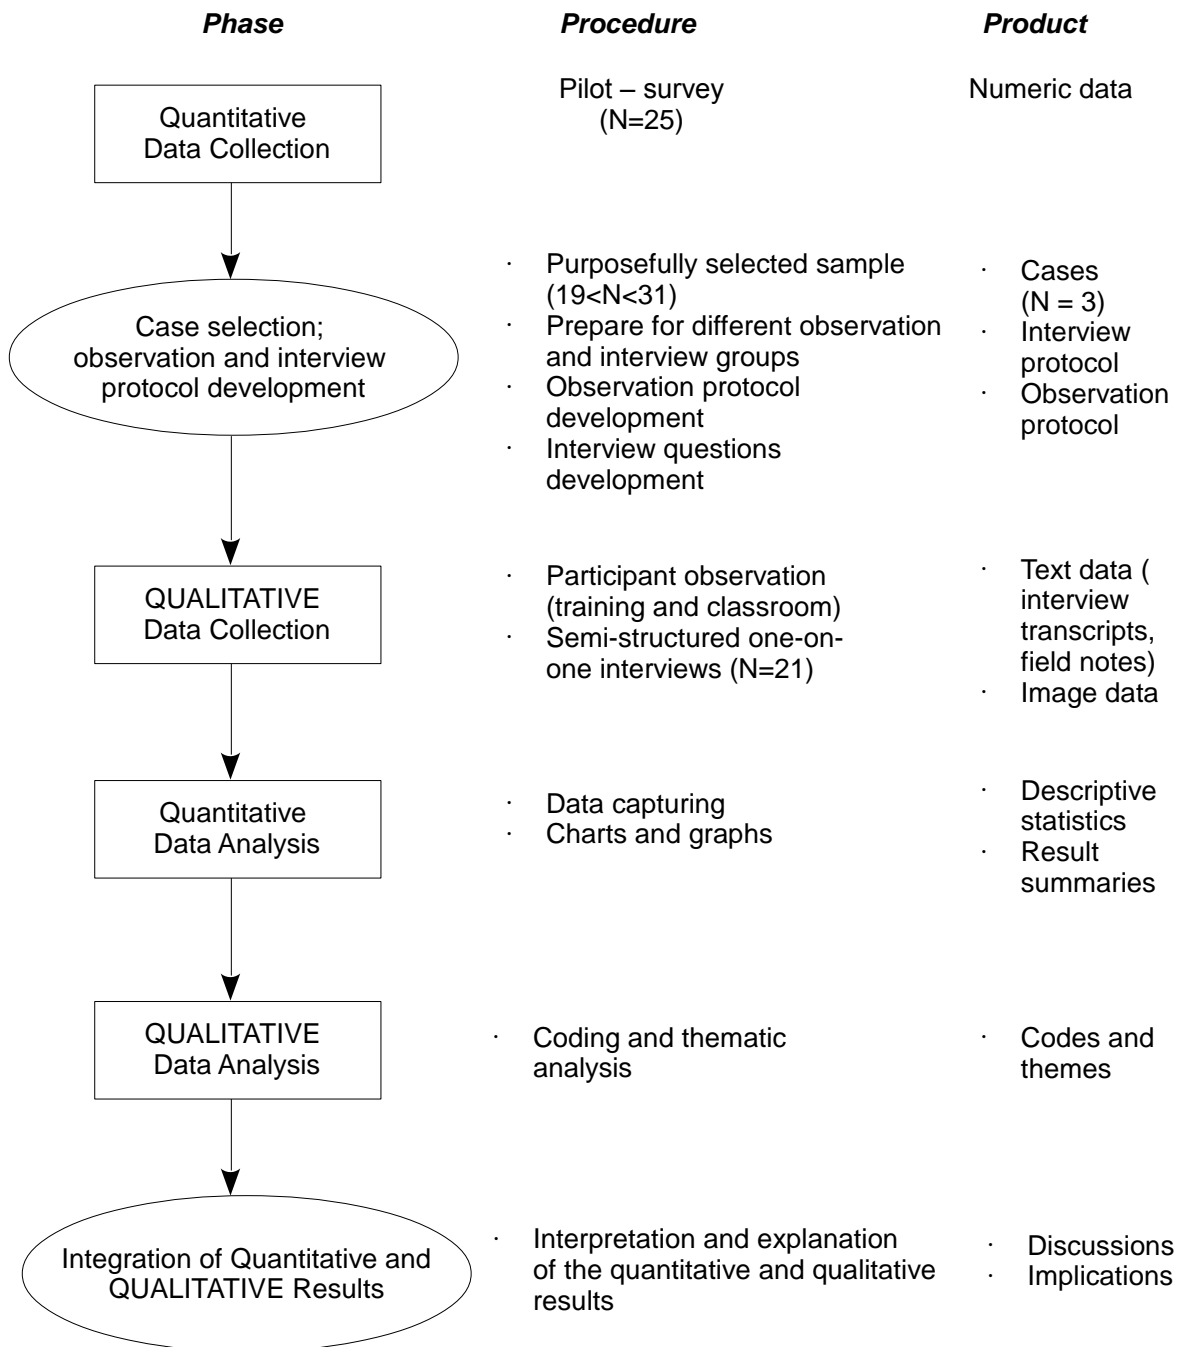 Phase
Procedure
Product
Quantitative
Data Collection
Pilot – survey
(N=25)
Numeric data
Case selection;
observation and interview
protocol development
· Purposefully selected sample
(19<N<31)
· Prepare for different observation
and interview groups
· Observation protocol
development
· Interview questions
development
· Cases
(N = 3)
· Interview
protocol
· Observation
protocol
QUALITATIVE
Data Collection
· Participant observation
(training and classroom)
· Semi-structured one-on-
one interviews (N=21)
· Text data (
interview
transcripts,
field notes)
· Image data
Quantitative
Data Analysis
· Data capturing
· Charts and graphs
· Descriptive
statistics
· Result
summaries
QUALITATIVE
Data Analysis
· Coding and thematic
analysis
· Codes and
themes
Integration of Quantitative and
QUALITATIVE Results
· Interpretation and explanation
of the quantitative and qualitative
results
· Discussions
· Implications